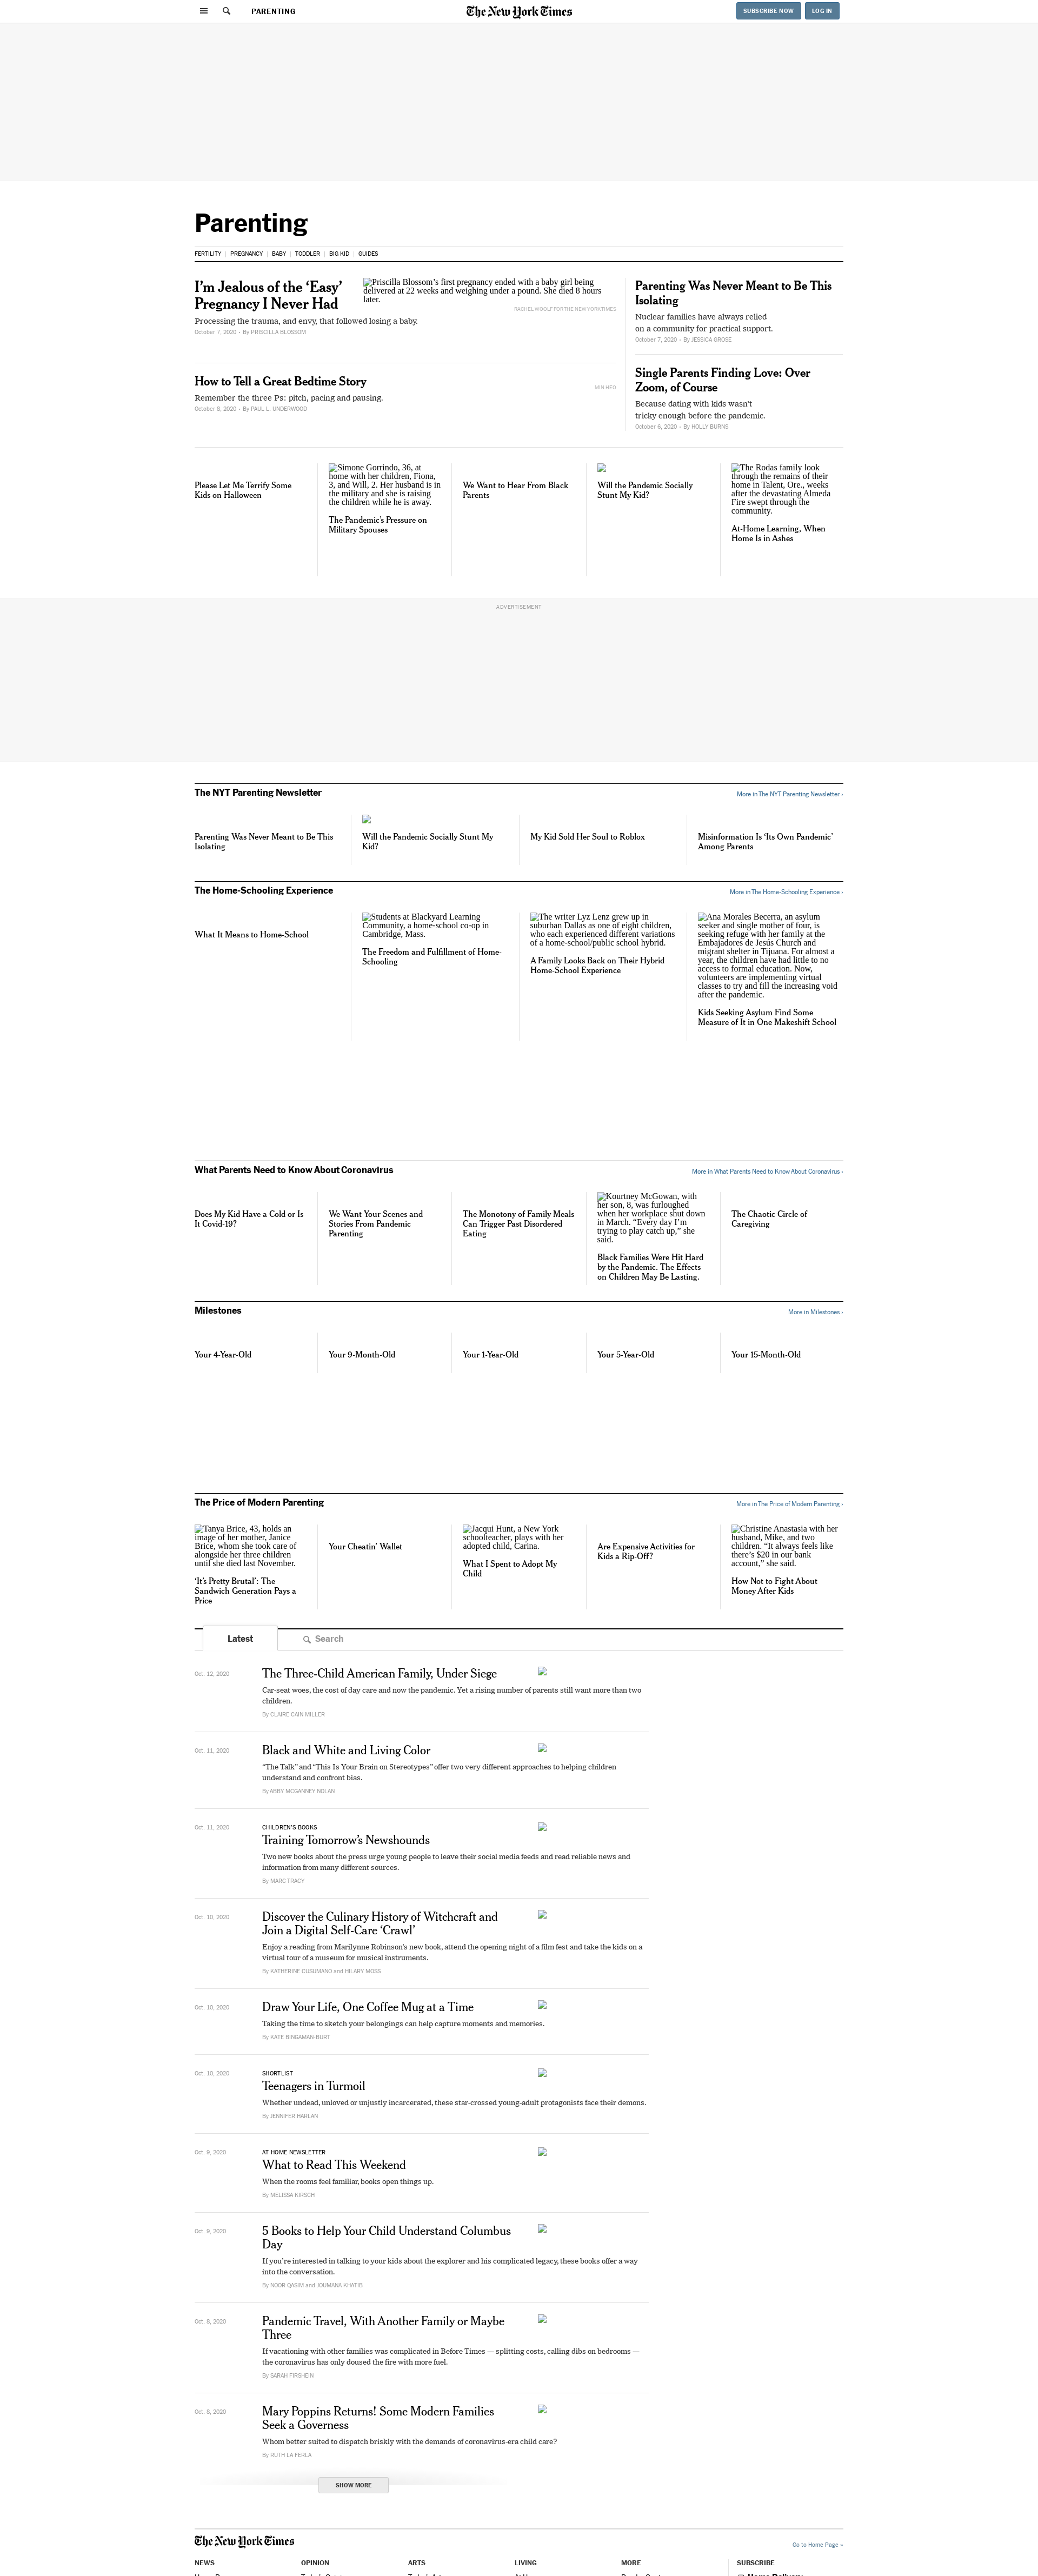 PARENTING
The New York Times
SUBSCRIBE NOW
LOG IN
Parenting
FERTILITY
PREGNANCY
BABY
TODDLER
BIG KID
GUIDES
I'm Jealous of the ‘Easy’
Pregnancy I Never Had
Processing the trauma, and envy, that followed losing a baby.
October 7, 2020 - By PRISCILLA BLOSSOM
Priscilla Blossom's first pregnancy ended with a baby girl being
delivered at 22 weeks and weighing under a pound. She died 8 hours
later.
RACHEL WOOLF FOR THE NEW YORK TIMES
How to Tell a Great Bedtime Story
Remember the three Ps: pitch, pacing and pausing.
October 8, 2020 - By PAUL L. UNDERWOOD
MIN HEO
Parenting Was Never Meant to Be This
Isolating
Nuclear families have always relied
on a community for practical support.
October 7, 2020 - By JESSICA GROSE
Single Parents Finding Love: Over
Zoom, of Course
Because dating with kids wasn't
tricky enough before the pandemic.
October 6, 2020 - By HOLLY BURNS
Please Let Me Terrify Some
Kids on Halloween
Simone Gorrindo, 36, at
home with her children, Fiona,
3, and Will, 2. Her husband is in
the military and she is raising
the children while he is away.
The Pandemic's Pressure on
Military Spouses
We Want to Hear From Black
Parents
Will the Pandemic Socially
Stunt My Kid?
The Rodas family look
through the remains of their
home in Talent, Ore., weeks
after the devastating Almeda
Fire swept through the
community.
At-Home Learning, When
Home Is in Ashes
ADVERTISEMENT
The NYT Parenting Newsletter
More in The NYT Parenting Newsletter ›
Parenting Was Never Meant to Be This
Isolating
Will the Pandemic Socially Stunt My
Kid?
My Kid Sold Her Soul to Roblox
Misinformation Is ‘Its Own Pandemic’
Among Parents
The Home-Schooling Experience
More in The Home-Schooling Experience ›
What It Means to Home-School
Students at Blackyard Learning
Community, a home-school co-op in
Cambridge, Mass.
The Freedom and Fulfillment of Home-
Schooling
The writer Lyz Lenz grew up in
suburban Dallas as one of eight children,
who each experienced different variations
of a home-school/public school hybrid.
A Family Looks Back on Their Hybrid
Home-School Experience
Ana Morales Becerra, an asylum
seeker and single mother of four, is
seeking refuge with her family at the
Embajadores de Jesús Church and
migrant shelter in Tijuana. For almost a
year, the children have had little to no
access to formal education. Now,
volunteers are implementing virtual
classes to try and fill the increasing void
after the pandemic.
Kids Seeking Asylum Find Some
Measure of It in One Makeshift School
What Parents Need to Know About Coronavirus
More in What Parents Need to Know About Coronavirus ›
Does My Kid Have a Cold or Is
It Covid-19?
We Want Your Scenes and
Stories From Pandemic
Parenting
The Monotony of Family Meals
Can Trigger Past Disordered
Eating
Kourtney McGowan, with
her son, 8, was furloughed
when her workplace shut down
in March. “Every day I'm
trying to play catch up,” she
said.
Black Families Were Hit Hard
by the Pandemic. The Effects
on Children May Be Lasting.
The Chaotic Circle of
Caregiving
Milestones
More in Milestones ›
Your 4-Year-Old
Your 9-Month-Old
Your 1-Year-Old
Your 5-Year-Old
Your 15-Month-Old
The Price of Modern Parenting
More in The Price of Modern Parenting ›
Tanya Brice, 43, holds an
image of her mother, Janice
Brice, whom she took care of
alongside her three children
until she died last November.
‘It's Pretty Brutal’: The
Sandwich Generation Pays a
Price
Your Cheatin’ Wallet
Jacqui Hunt, a New York
schoolteacher, plays with her
adopted child, Carina.
What I Spent to Adopt My
Child
Are Expensive Activities for
Kids a Rip-Off?
Christine Anastasia with her
husband, Mike, and two
children. “It always feels like
there's $20 in our bank
account,” she said.
How Not to Fight About
Money After Kids
Latest
Search
Oct. 12, 2020
The Three-Child American Family, Under Siege
Car-seat woes, the cost of day care and now the pandemic. Yet a rising number of parents still want more than two
children.
By CLAIRE CAIN MILLER
Oct. 11, 2020
Black and White and Living Color
“The Talk” and “This Is Your Brain on Stereotypes” offer two very different approaches to helping children
understand and confront bias.
By ABBY MCGANNEY NOLAN
Oct. 11, 2020
CHILDREN'S BOOKS
Training Tomorrow's Newshounds
Two new books about the press urge young people to leave their social media feeds and read reliable news and
information from many different sources.
By MARC TRACY
Oct. 10, 2020
Discover the Culinary History of Witchcraft and
Join a Digital Self-Care ‘Crawl’
Enjoy a reading from Marilynne Robinson's new book, attend the opening night of a film fest and take the kids on a
virtual tour of a museum for musical instruments.
By KATHERINE CUSUMANO and HILARY MOSS
Oct. 10, 2020
Draw Your Life, One Coffee Mug at a Time
Taking the time to sketch your belongings can help capture moments and memories.
By KATE BINGAMAN-BURT
Oct. 10, 2020
SHORTLIST
Teenagers in Turmoil
Whether undead, unloved or unjustly incarcerated, these star-crossed young-adult protagonists face their demons.
By JENNIFER HARLAN
Oct. 9, 2020
AT HOME NEWSLETTER
What to Read This Weekend
When the rooms feel familiar, books open things up.
By MELISSA KIRSCH
Oct. 9, 2020
5 Books to Help Your Child Understand Columbus
Day
If you're interested in talking to your kids about the explorer and his complicated legacy, these books offer a way
into the conversation.
By NOOR QASIM and JOUMANA KHATIB
Oct. 8, 2020
Pandemic Travel, With Another Family or Maybe
Three
If vacationing with other families was complicated in Before Times — splitting costs, calling dibs on bedrooms —
the coronavirus has only doused the fire with more fuel.
By SARAH FIRSHEIN
Oct. 8, 2020
Mary Poppins Returns! Some Modern Families
Seek a Governess
Whom better suited to dispatch briskly with the demands of coronavirus-era child care?
By RUTH LA FERLA
SHOW MORE
The New York Times
Go to Home Page »
NEWS
OPINION
ARTS
LIVING
MORE
SUBSCRIBE